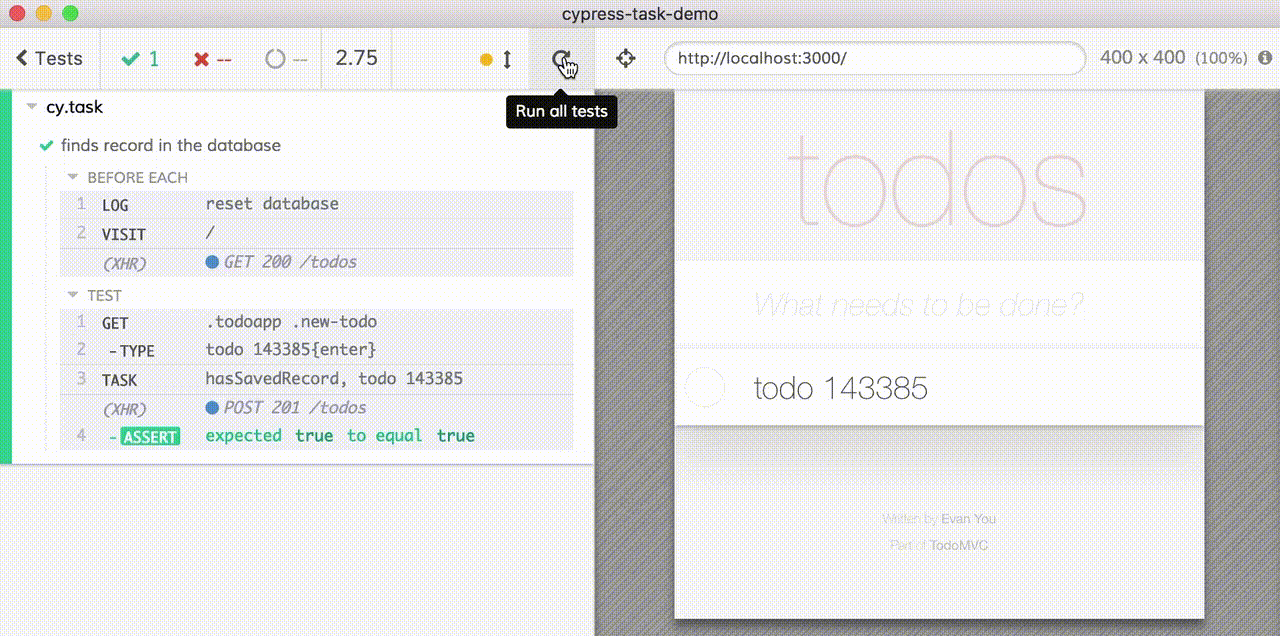 cypress-task-demo
Tests 1 -- -- 2.75 http://localhost:3000/ 400 x 400 (100%)
Run all tests
cy.task
finds record in the database
BEFORE EACH
1 LOG reset database
2 VISIT /
(XHR) GET 200 /todos
TEST
1 GET .todoapp .new-todo
2 -TYPE todo 143385{enter}
3 TASK hasSavedRecord, todo 143385
(XHR) POST 201 /todos
4 -ASSERT expected true to equal true
todos
What needs to be done?
todo 143385
Written by Evan You
Part of TodoMVC